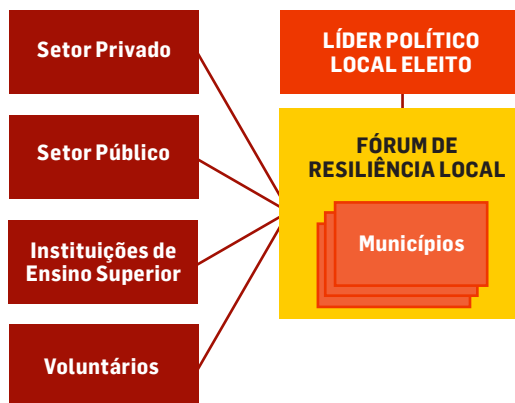 Setor Privado
Setor Público
Instituições de
Ensino Superior
Voluntários
LÍDER POLÍTICO
LOCAL ELEITO
FÓRUM DE
RESILIÊNCIA LOCAL
Municípios